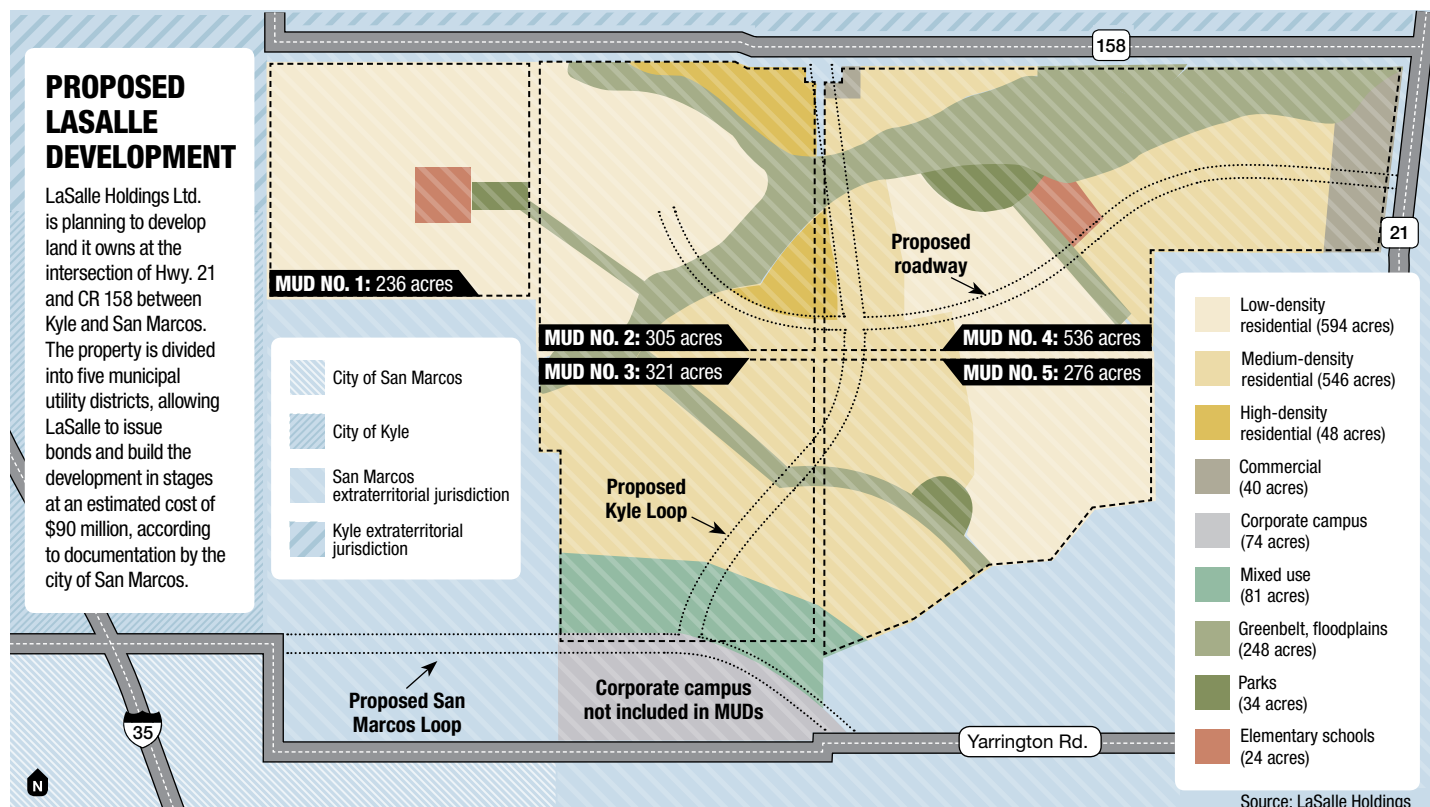 PROPOSED
LASALLE
DEVELOPMENT
LaSalle Holdings Ltd.
is planning to develop
land it owns at the
intersection of Hwy. 21
and CR 158 between
Kyle and San Marcos.
The property is divided
into five municipal
utility districts, allowing
LaSalle to issue
bonds and build the
development in stages
at an estimated cost of
$90 million, according
to documentation by the
city of San Marcos.
158
21
Proposed
roadway
MUD NO. 1: 236 acres
MUD NO. 2: 305 acres
MUD NO. 4: 536 acres
MUD NO. 3: 321 acres
MUD NO. 5: 276 acres
City of San Marcos
City of Kyle
San Marcos
extraterritorial jurisdiction
Kyle extraterritorial
jurisdiction
Proposed
Kyle Loop
Proposed San
Marcos Loop
Corporate campus
not included in MUDs
35
N
Yarrington Rd.
Low-density
residential (594 acres)
Medium-density
residential (546 acres)
High-density
residential (48 acres)
Commercial
(40 acres)
Corporate campus
(74 acres)
Mixed use
(81 acres)
Greenbelt, floodplains
(248 acres)
Parks
(34 acres)
Elementary schools
(24 acres)
Source: LaSalle Holdings